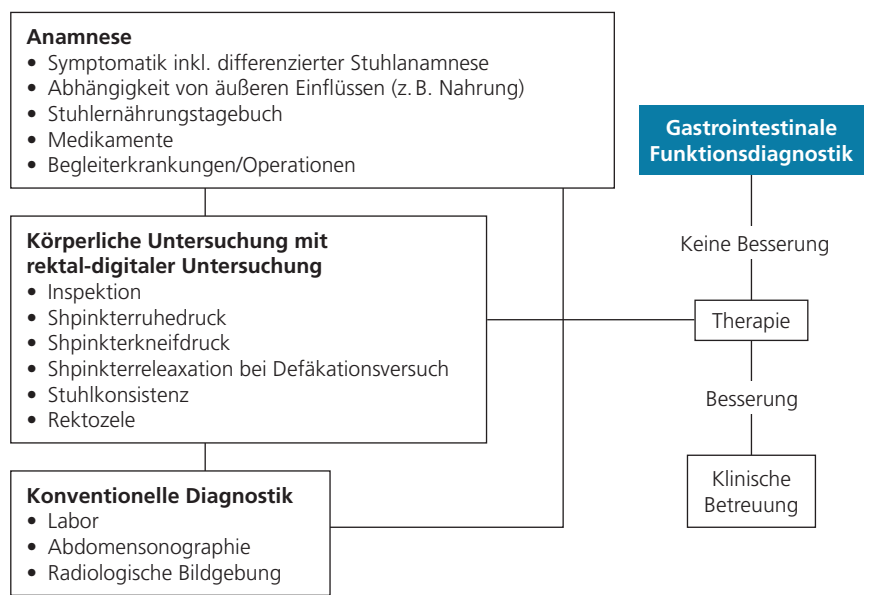 Anamnese
• Symptomatik inkl. differenzierter Stuhlanamnese
• Abhängigkeit von äußeren Einflüssen (z. B. Nahrung)
• Stuhlernährungstagebuch
• Medikamente
• Begleiterkrankungen/Operationen
Körperliche Untersuchung mit
rektal-digitaler Untersuchung
• Inspektion
• Shpinkterruhedruck
• Shpinkterkneifdruck
• Shpinkterreleaxation bei Defäkationsversuch
• Stuhlkonsistenz
• Rektozele
Konventionelle Diagnostik
• Labor
• Abdomensonographie
• Radiologische Bildgebung
Gastrointestinale
Funktionsdiagnostik
Keine Besserung
Therapie
Besserung
Klinische
Betreuung